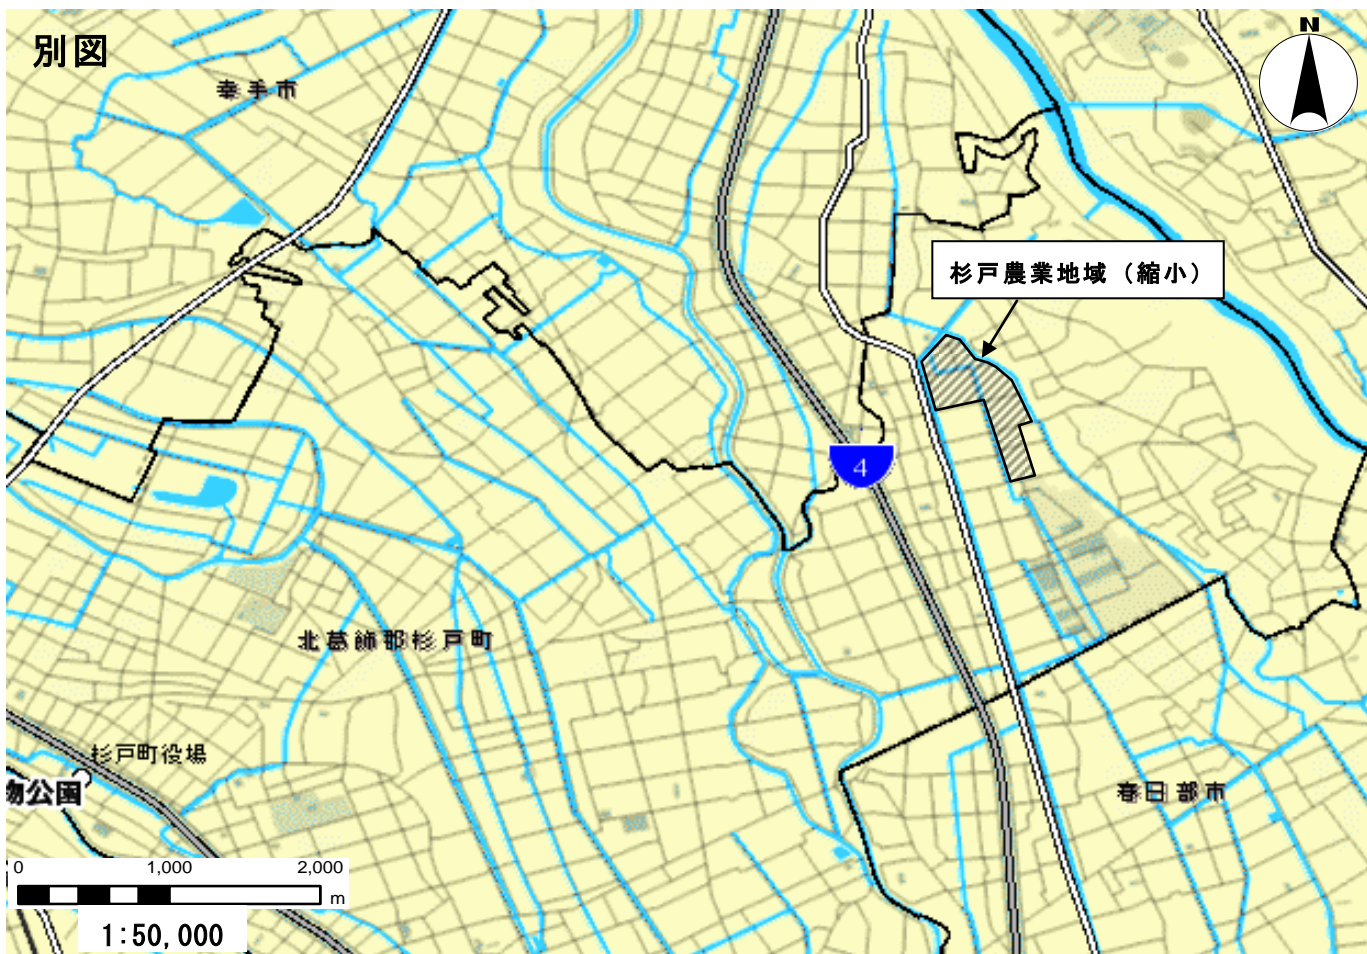 別図
幸手市
N
杉戸農業地域（縮小）
4
北葛飾郡杉戸町
杉戸町役場
物公園
春日部市
0 1,000 2,000
m
1:50,000